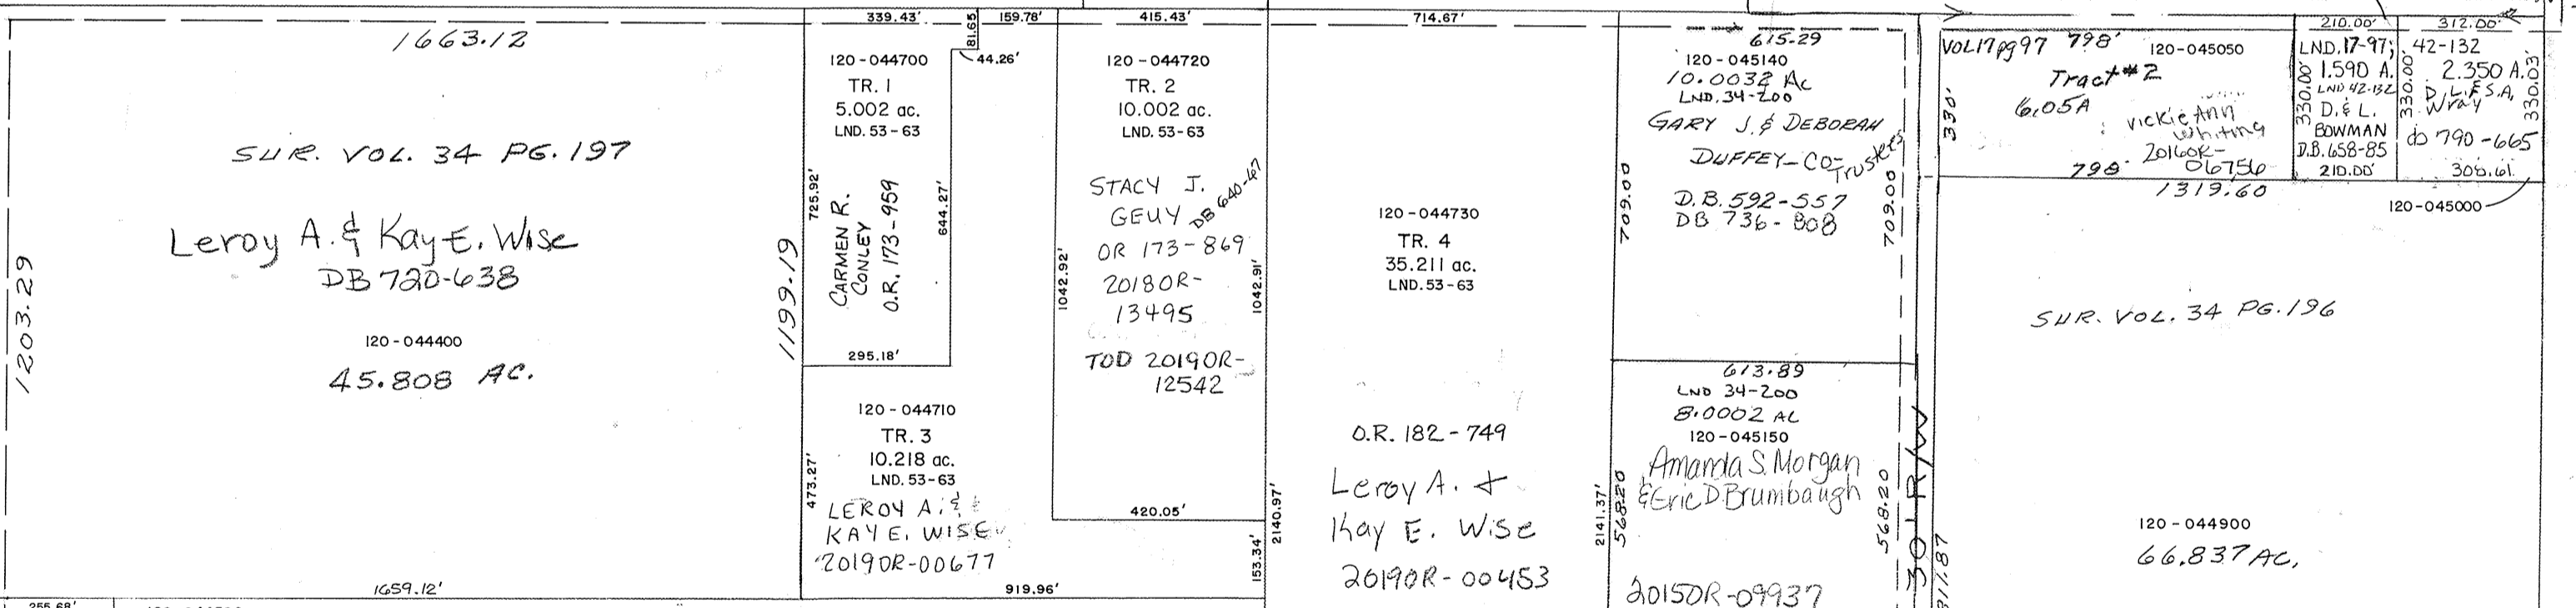 1663.12
SUR. VOL. 34 PG. 197
Leroy A. & Kay E. Wise
DB 720-638
120-044400
45.808 AC.
1203.29
1199.19
1659.12'
255.68'
339.43'
81.65
159.78'
44.26'
120-044700
TR. 1
5.002 ac.
LND. 53-63
725.92'
CARMEN R.
CONLEY
O.R. 173-959
644.27'
295.18'
120-044710
TR. 3
10.218 ac.
LND. 53-63
473.27'
LEROY A. &
KAY E. WISE
20190R-00677
919.96'
415.43'
120-044720
TR. 2
10.002 ac.
LND. 53-63
STACY J.
GEUY
DB 640-47
OR 173-869
20180R-
13495
TOD 20190R-
12542
1042.92'
1042.91'
420.05'
153.34'
714.67'
120-044730
TR. 4
35.211 ac.
LND. 53-63
O.R. 182-749
Leroy A. +
Kay E. Wise
20190R-00453
2140.97'
2141.37'
615.29
120-045140
10.0032 Ac
LND. 34-200
GARY J. & DEBORAH
DUFFEY-CO-Trustees
D.B. 592-557
DB 736-808
709.00
709.00
613.89
LND 34-200
8.0002 AC
120-045150
Amanda S. Morgan
& Eric D Brumbaugh
20150R-09937
568.20
568.20
30' R/W
VOL17pg97 798' 120-045050
Tract #2
6.05A
Vickie Ann
Whiting
20160R-
06756
330'
798'
1319.60
210.00'
LND. 17-97;
1.590 A.
LND 42-132
D. & L.
BOWMAN
D.B. 658-85
210.00'
330.00'
330.00'
312.00'
42-132
2.350 A.
D.L. & S.A.
Wray
db 790-665
308.61
330.03'
120-045000
SUR. VOL. 34 PG. 196
120-044900
66.837 AC.